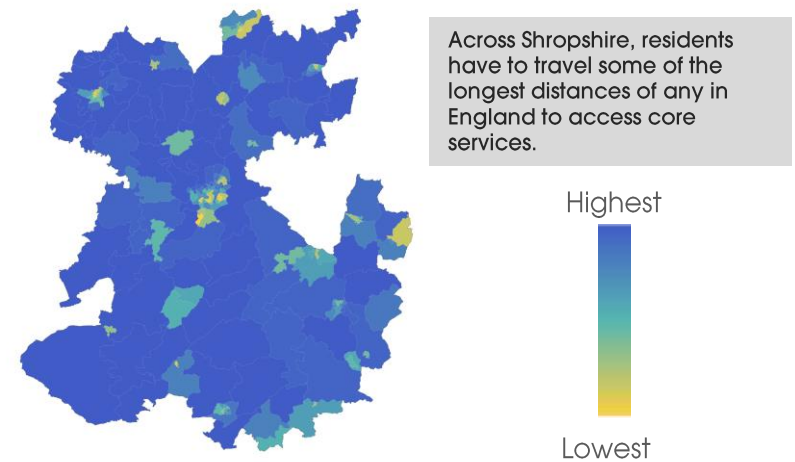 Across Shropshire, residents
have to travel some of the
longest distances of any in
England to access core
services.
Highest
Lowest